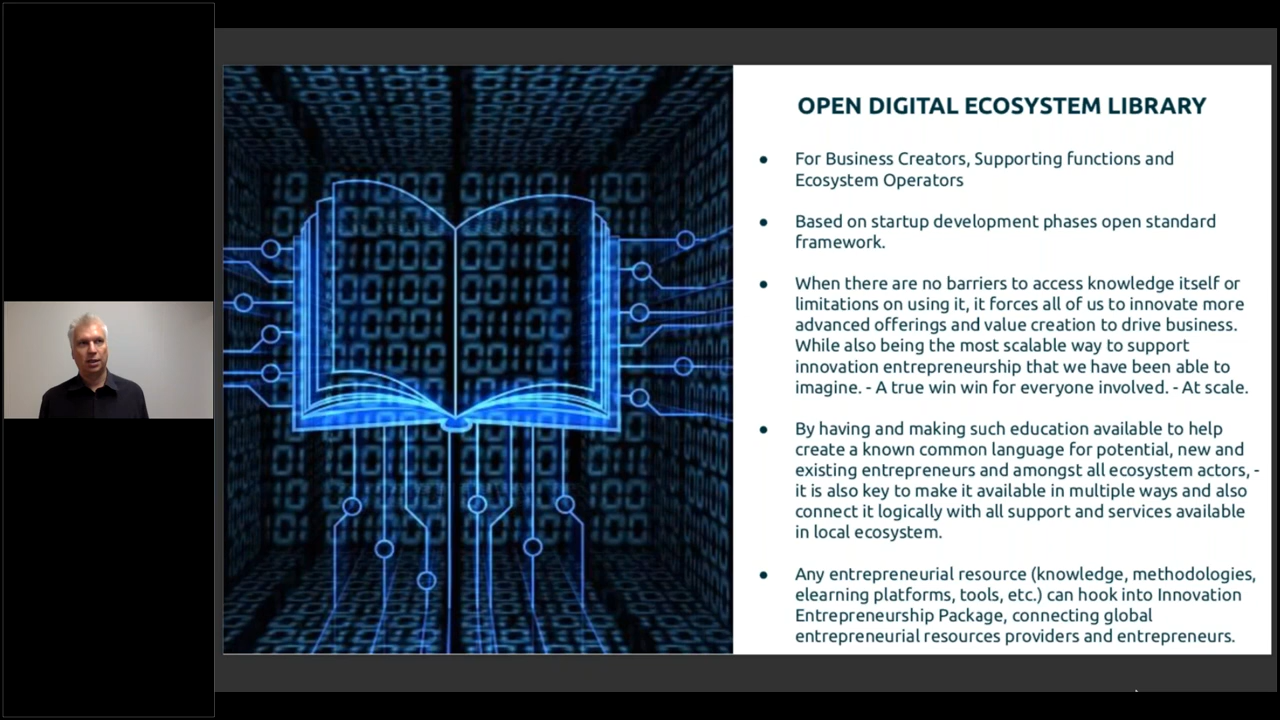 OPEN DIGITAL ECOSYSTEM LIBRARY
● For Business Creators, Supporting functions and
Ecosystem Operators
● Based on startup development phases open standard
framework.
● When there are no barriers to access knowledge itself or
limitations on using it, it forces all of us to innovate more
advanced offerings and value creation to drive business.
While also being the most scalable way to support
innovation entrepreneurship that we have been able to
imagine. - A true win win for everyone involved. - At scale.
● By having and making such education available to help
create a known common language for potential, new and
existing entrepreneurs and amongst all ecosystem actors, -
it is also key to make it available in multiple ways and also
connect it logically with all support and services available
in local ecosystem.
● Any entrepreneurial resource (knowledge, methodologies,
elearning platforms, tools, etc.) can hook into Innovation
Entrepreneurship Package, connecting global
entrepreneurial resources providers and entrepreneurs.